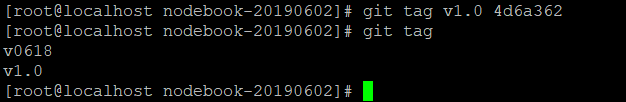 [root@localhost nodebook-20190602]# git tag v1.0 4d6a362
[root@localhost nodebook-20190602]# git tag
v0618
v1.0
[root@localhost nodebook-20190602]#